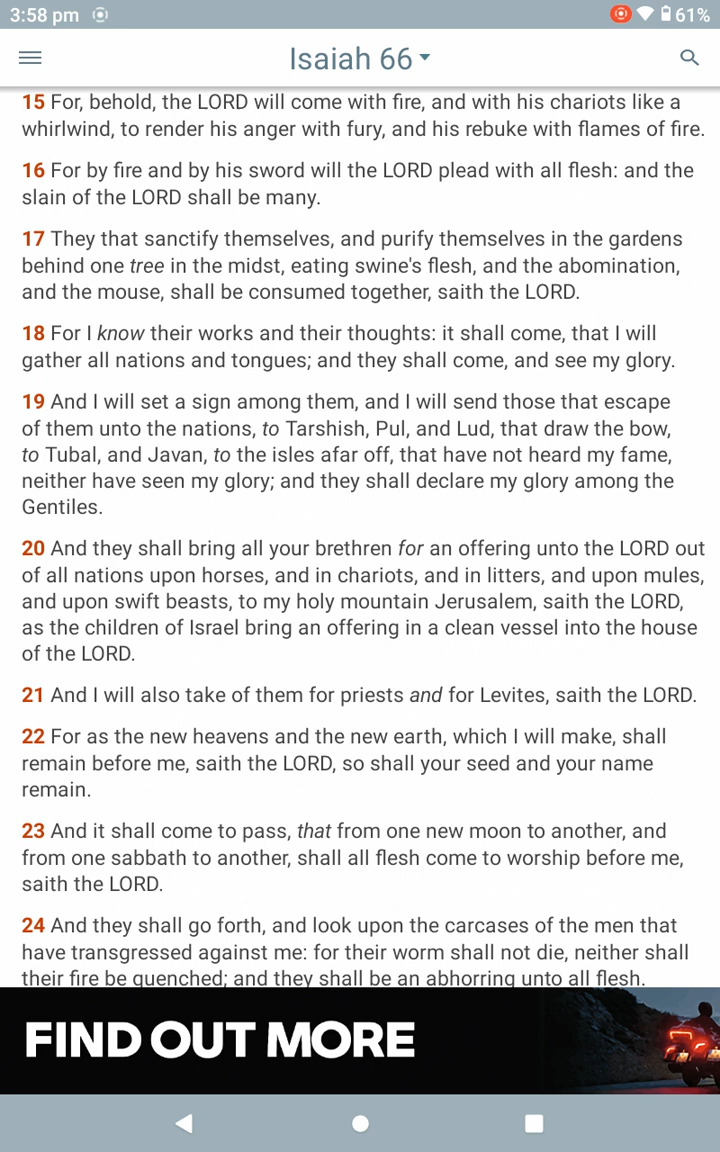 3:58 pm
61%
Isaiah 66
15 For, behold, the LORD will come with fire, and with his chariots like a
whirlwind, to render his anger with fury, and his rebuke with flames of fire.
16 For by fire and by his sword will the LORD plead with all flesh: and the
slain of the LORD shall be many.
17 They that sanctify themselves, and purify themselves in the gardens
behind one tree in the midst, eating swine's flesh, and the abomination,
and the mouse, shall be consumed together, saith the LORD.
18 For I know their works and their thoughts: it shall come, that I will
gather all nations and tongues; and they shall come, and see my glory.
19 And I will set a sign among them, and I will send those that escape
of them unto the nations, to Tarshish, Pul, and Lud, that draw the bow,
to Tubal, and Javan, to the isles afar off, that have not heard my fame,
neither have seen my glory; and they shall declare my glory among the
Gentiles.
20 And they shall bring all your brethren for an offering unto the LORD out
of all nations upon horses, and in chariots, and in litters, and upon mules,
and upon swift beasts, to my holy mountain Jerusalem, saith the LORD,
as the children of Israel bring an offering in a clean vessel into the house
of the LORD.
21 And I will also take of them for priests and for Levites, saith the LORD.
22 For as the new heavens and the new earth, which I will make, shall
remain before me, saith the LORD, so shall your seed and your name
remain.
23 And it shall come to pass, that from one new moon to another, and
from one sabbath to another, shall all flesh come to worship before me,
saith the LORD.
24 And they shall go forth, and look upon the carcases of the men that
have transgressed against me: for their worm shall not die, neither shall
their fire be quenched; and they shall be an abhorring unto all flesh.
FIND OUT MORE